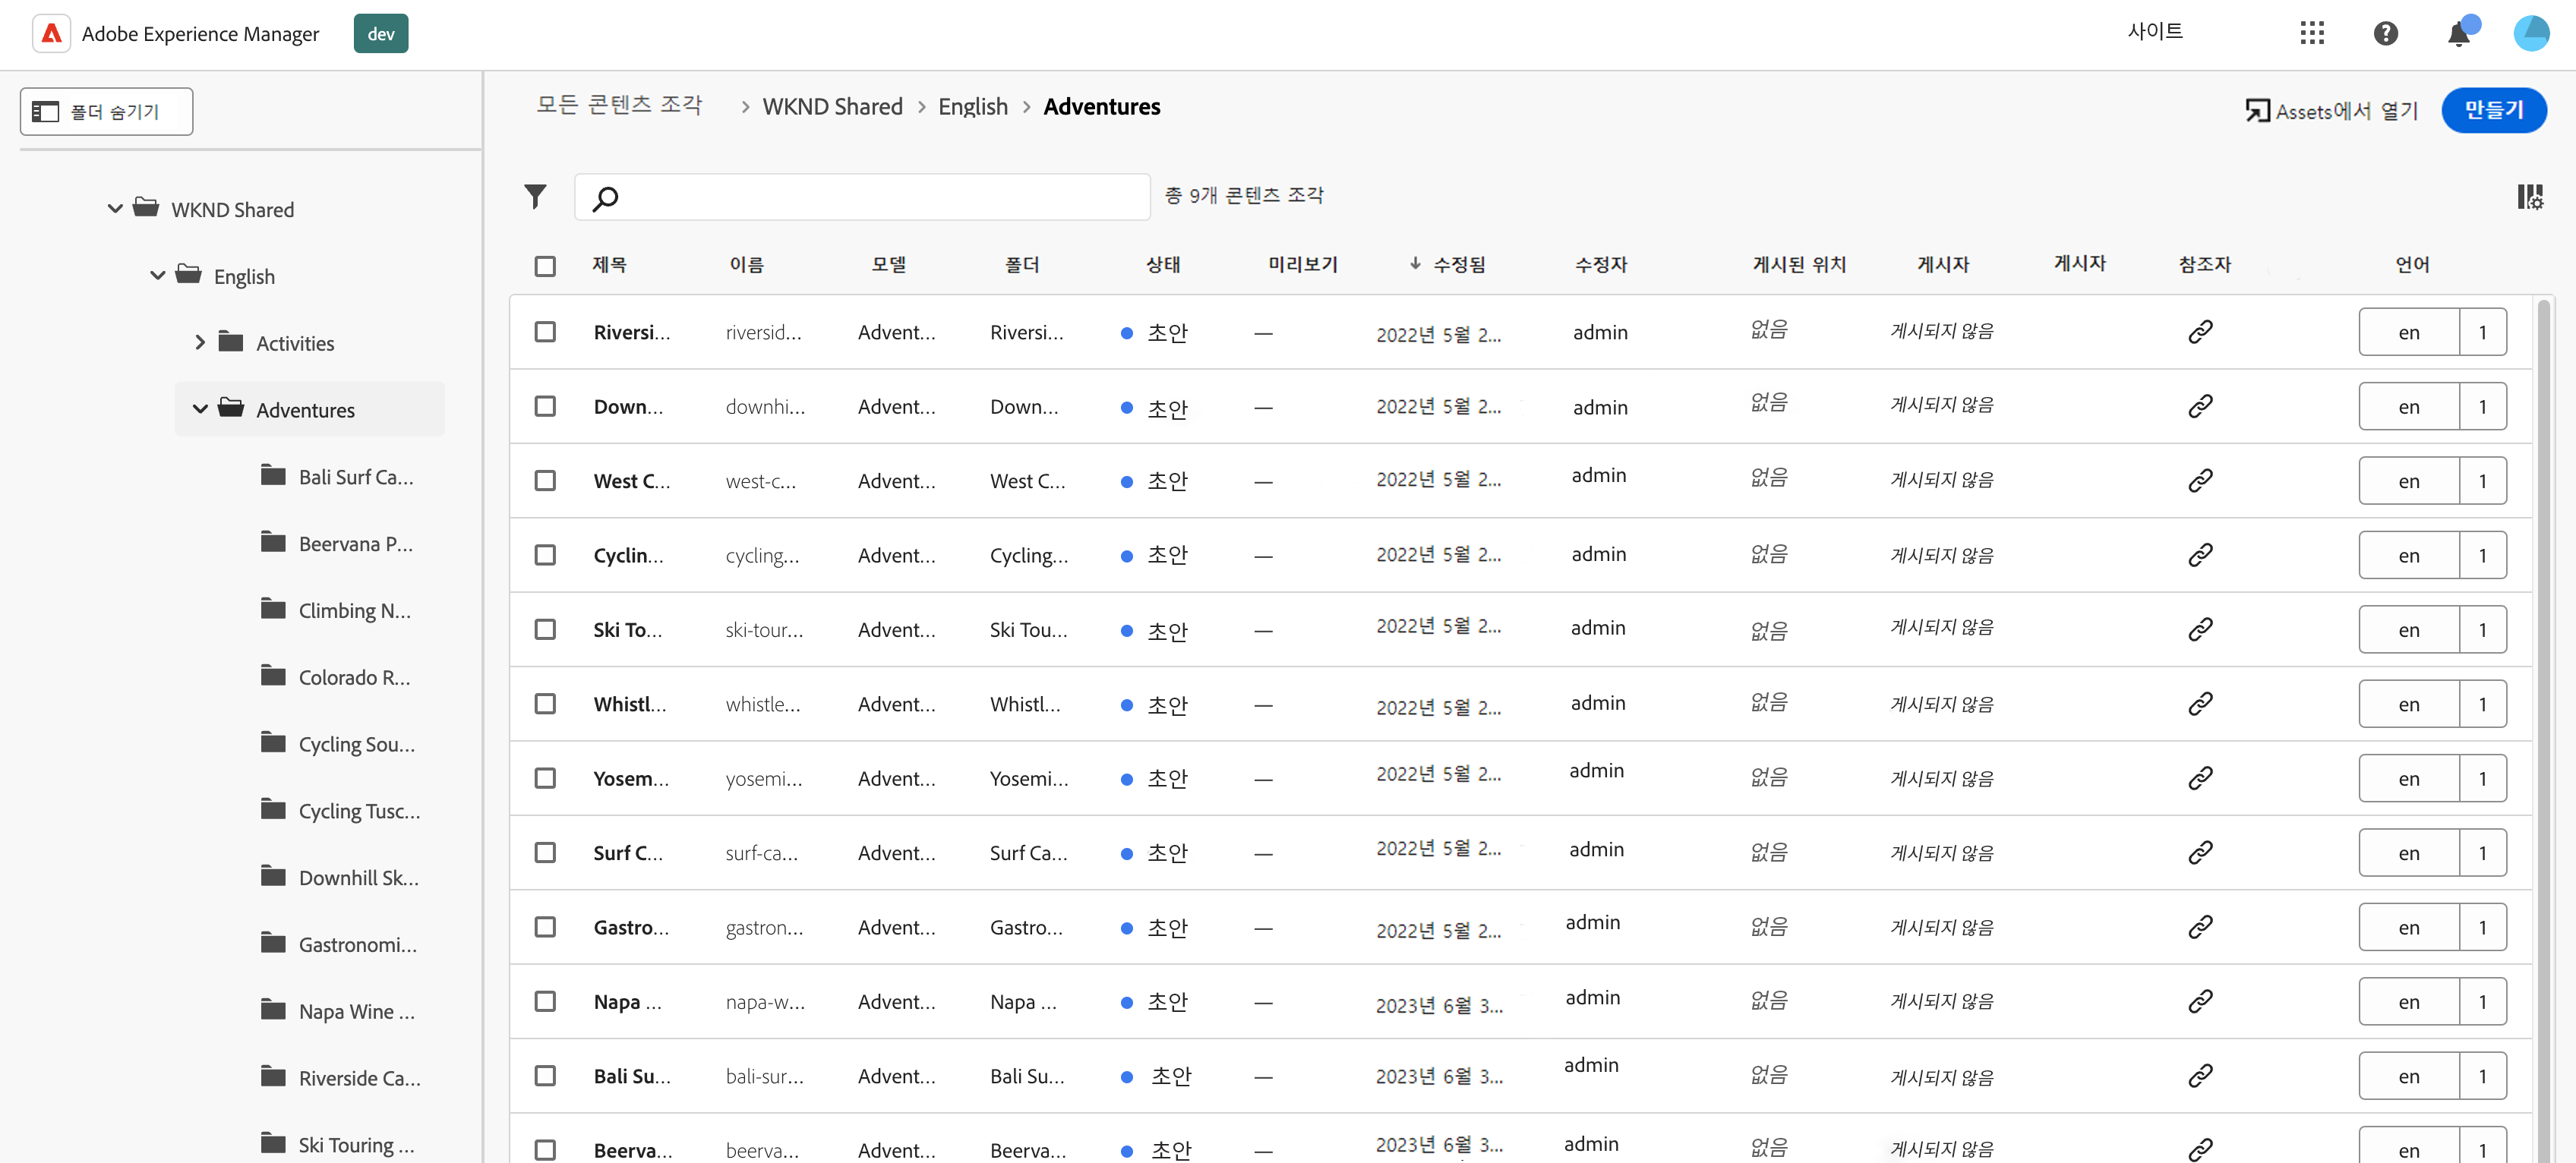 Adobe Experience Manager dev 사이트
폴더 숨기기
모든 콘텐츠 조각 > WKND Shared > English > Adventures
Assets에서 열기 만들기
WKND Shared
English
Activities
Adventures
Bali Surf Ca...
Beervana P...
Climbing N...
Colorado R...
Cycling Sou...
Cycling Tusc...
Downhill Sk...
Gastronomi...
Napa Wine ...
Riverside Ca...
Ski Touring ...
총 9개 콘텐츠 조각
제목 이름 모델 폴더 상태 미리보기 수정됨 수정자 게시된 위치 게시자 게시자 참조자 언어
Riversi... riversid... Advent... Riversi... 초안 — 2022년 5월 2... admin 없음 게시되지 않음 en 1
Down... downhi... Advent... Down... 초안 — 2022년 5월 2... admin 없음 게시되지 않음 en 1
West C... west-c... Advent... West C... 초안 — 2022년 5월 2... admin 없음 게시되지 않음 en 1
Cyclin... cycling... Advent... Cycling... 초안 — 2022년 5월 2... admin 없음 게시되지 않음 en 1
Ski To... ski-tour... Advent... Ski Tou... 초안 — 2022년 5월 2... admin 없음 게시되지 않음 en 1
Whistl... whistle... Advent... Whistl... 초안 — 2022년 5월 2... admin 없음 게시되지 않음 en 1
Yosem... yosemi... Advent... Yosemi... 초안 — 2022년 5월 2... admin 없음 게시되지 않음 en 1
Surf C... surf-ca... Advent... Surf Ca... 초안 — 2022년 5월 2... admin 없음 게시되지 않음 en 1
Gastro... gastron... Advent... Gastro... 초안 — 2022년 5월 2... admin 없음 게시되지 않음 en 1
Napa ... napa-w... Advent... Napa ... 초안 — 2023년 6월 3... admin 없음 게시되지 않음 en 1
Bali Su... bali-sur... Advent... Bali Su... 초안 — 2023년 6월 3... admin 없음 게시되지 않음 en 1
Beerva... beerva... Advent... Beerva... 초안 — 2023년 6월 3... admin 없음 게시되지 않음 en 1